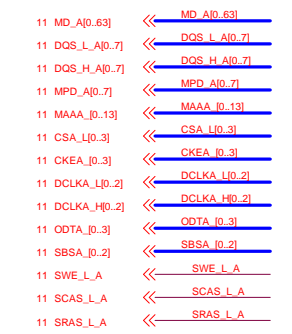 11 MD_A[0..63] MD_A[0..63]
11 DQS_L_A[0..7] DQS_L_A[0..7]
11 DQS_H_A[0..7] DQS_H_A[0..7]
11 MPD_A[0..7] MPD_A[0..7]
11 MAAA_[0..13] MAAA_[0..13]
11 CSA_L[0..3] CSA_L[0..3]
11 CKEA_[0..3] CKEA_[0..3]
11 DCLKA_L[0..2] DCLKA_L[0..2]
11 DCLKA_H[0..2] DCLKA_H[0..2]
11 ODTA_[0..3] ODTA_[0..3]
11 SBSA_[0..2] SBSA_[0..2]
11 SWE_L_A SWE_L_A
11 SCAS_L_A SCAS_L_A
11 SRAS_L_A SRAS_L_A